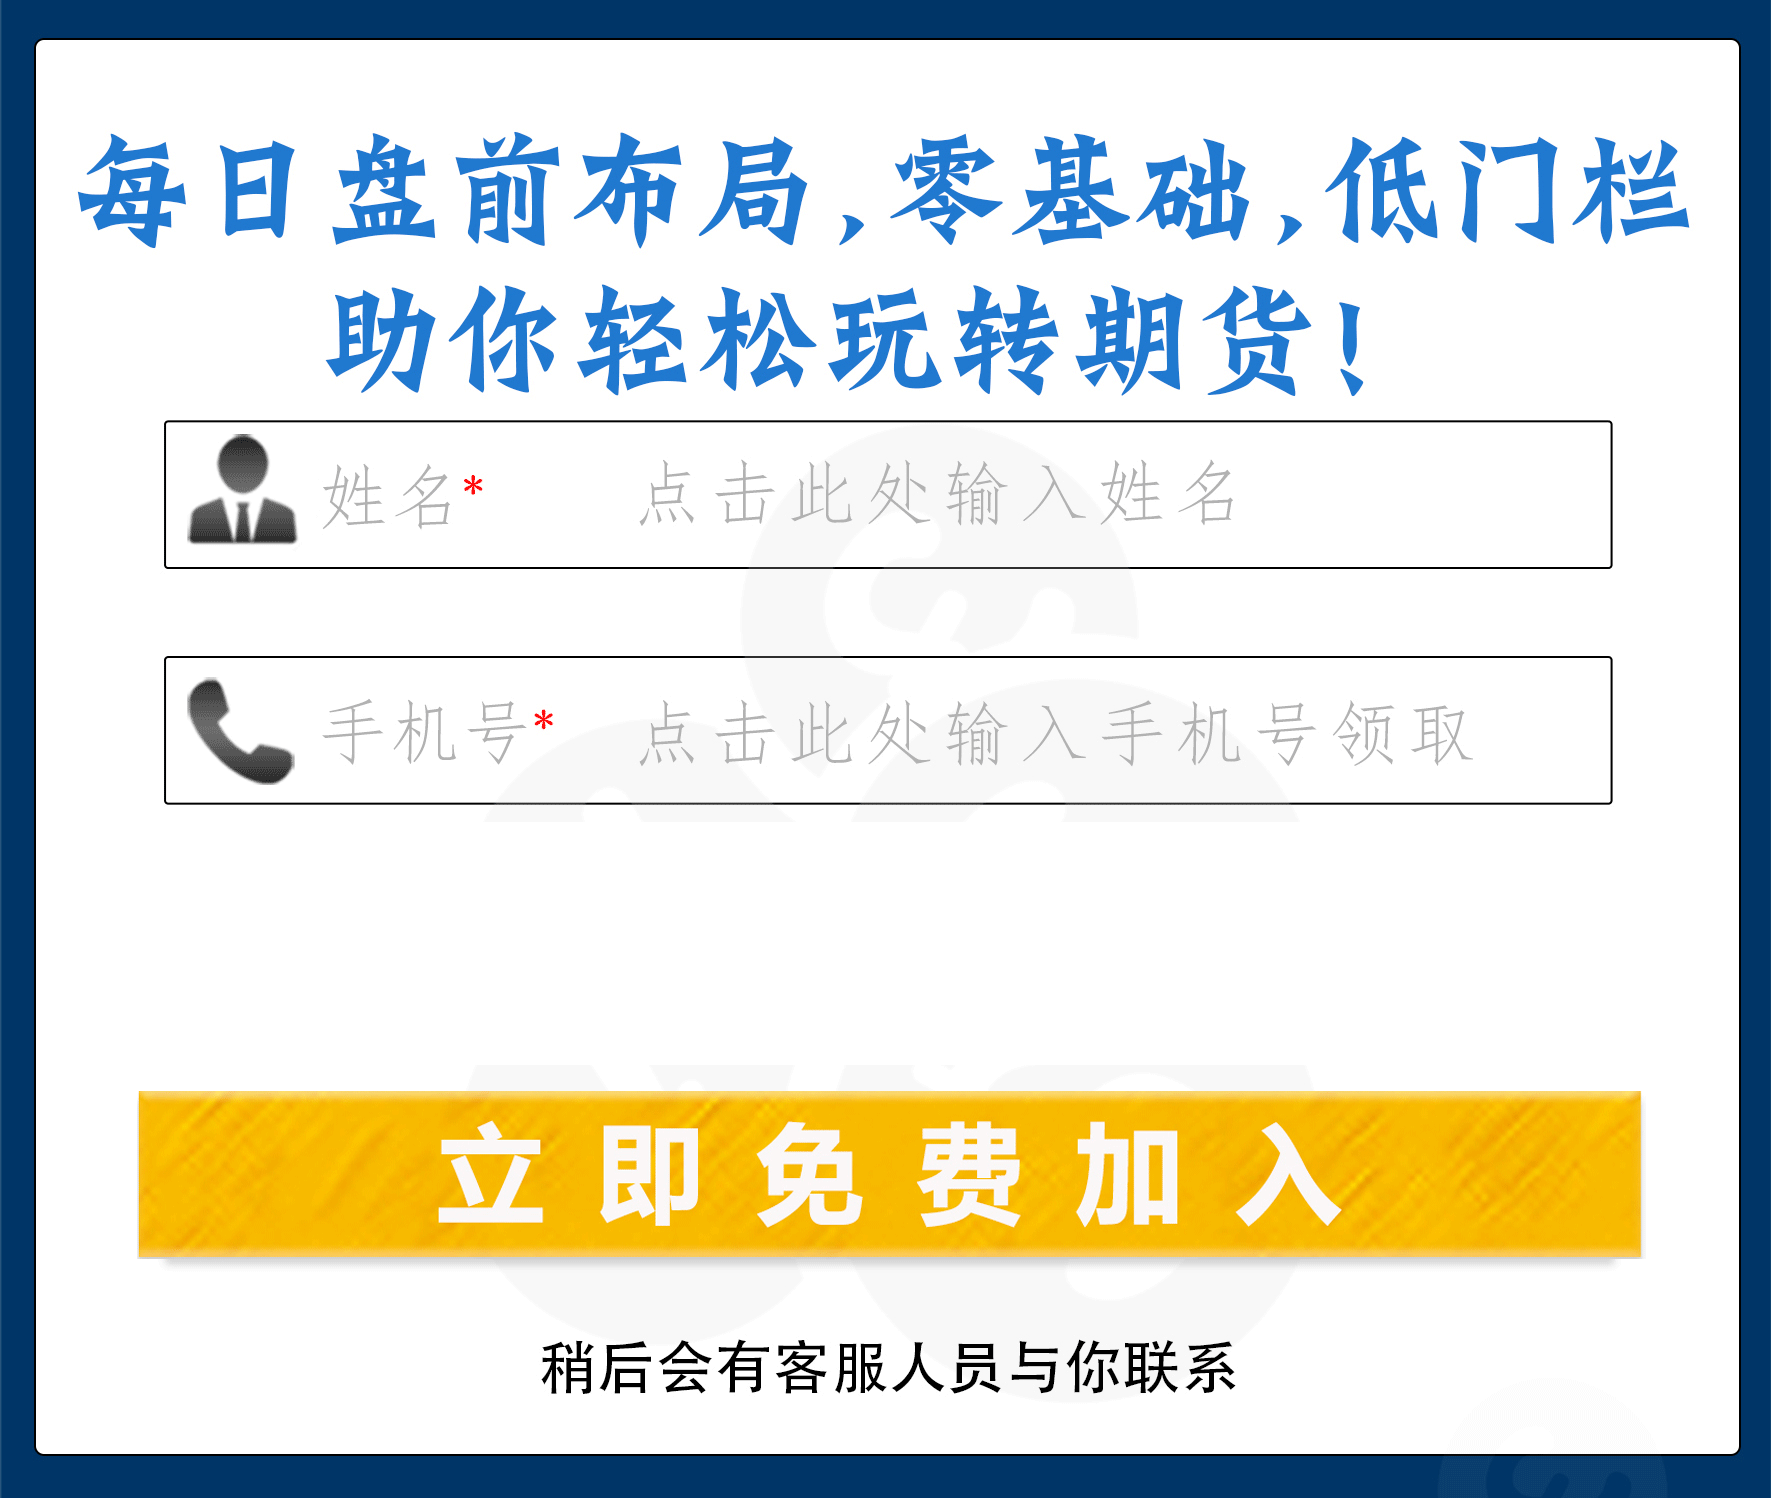 每日盘前布局,零基础,低门栏
助你轻松玩转期货!
姓名* 点击此处输入姓名
手机号* 点击此处输入手机号领取
立即免费加入
稍后会有客服人员与你联系